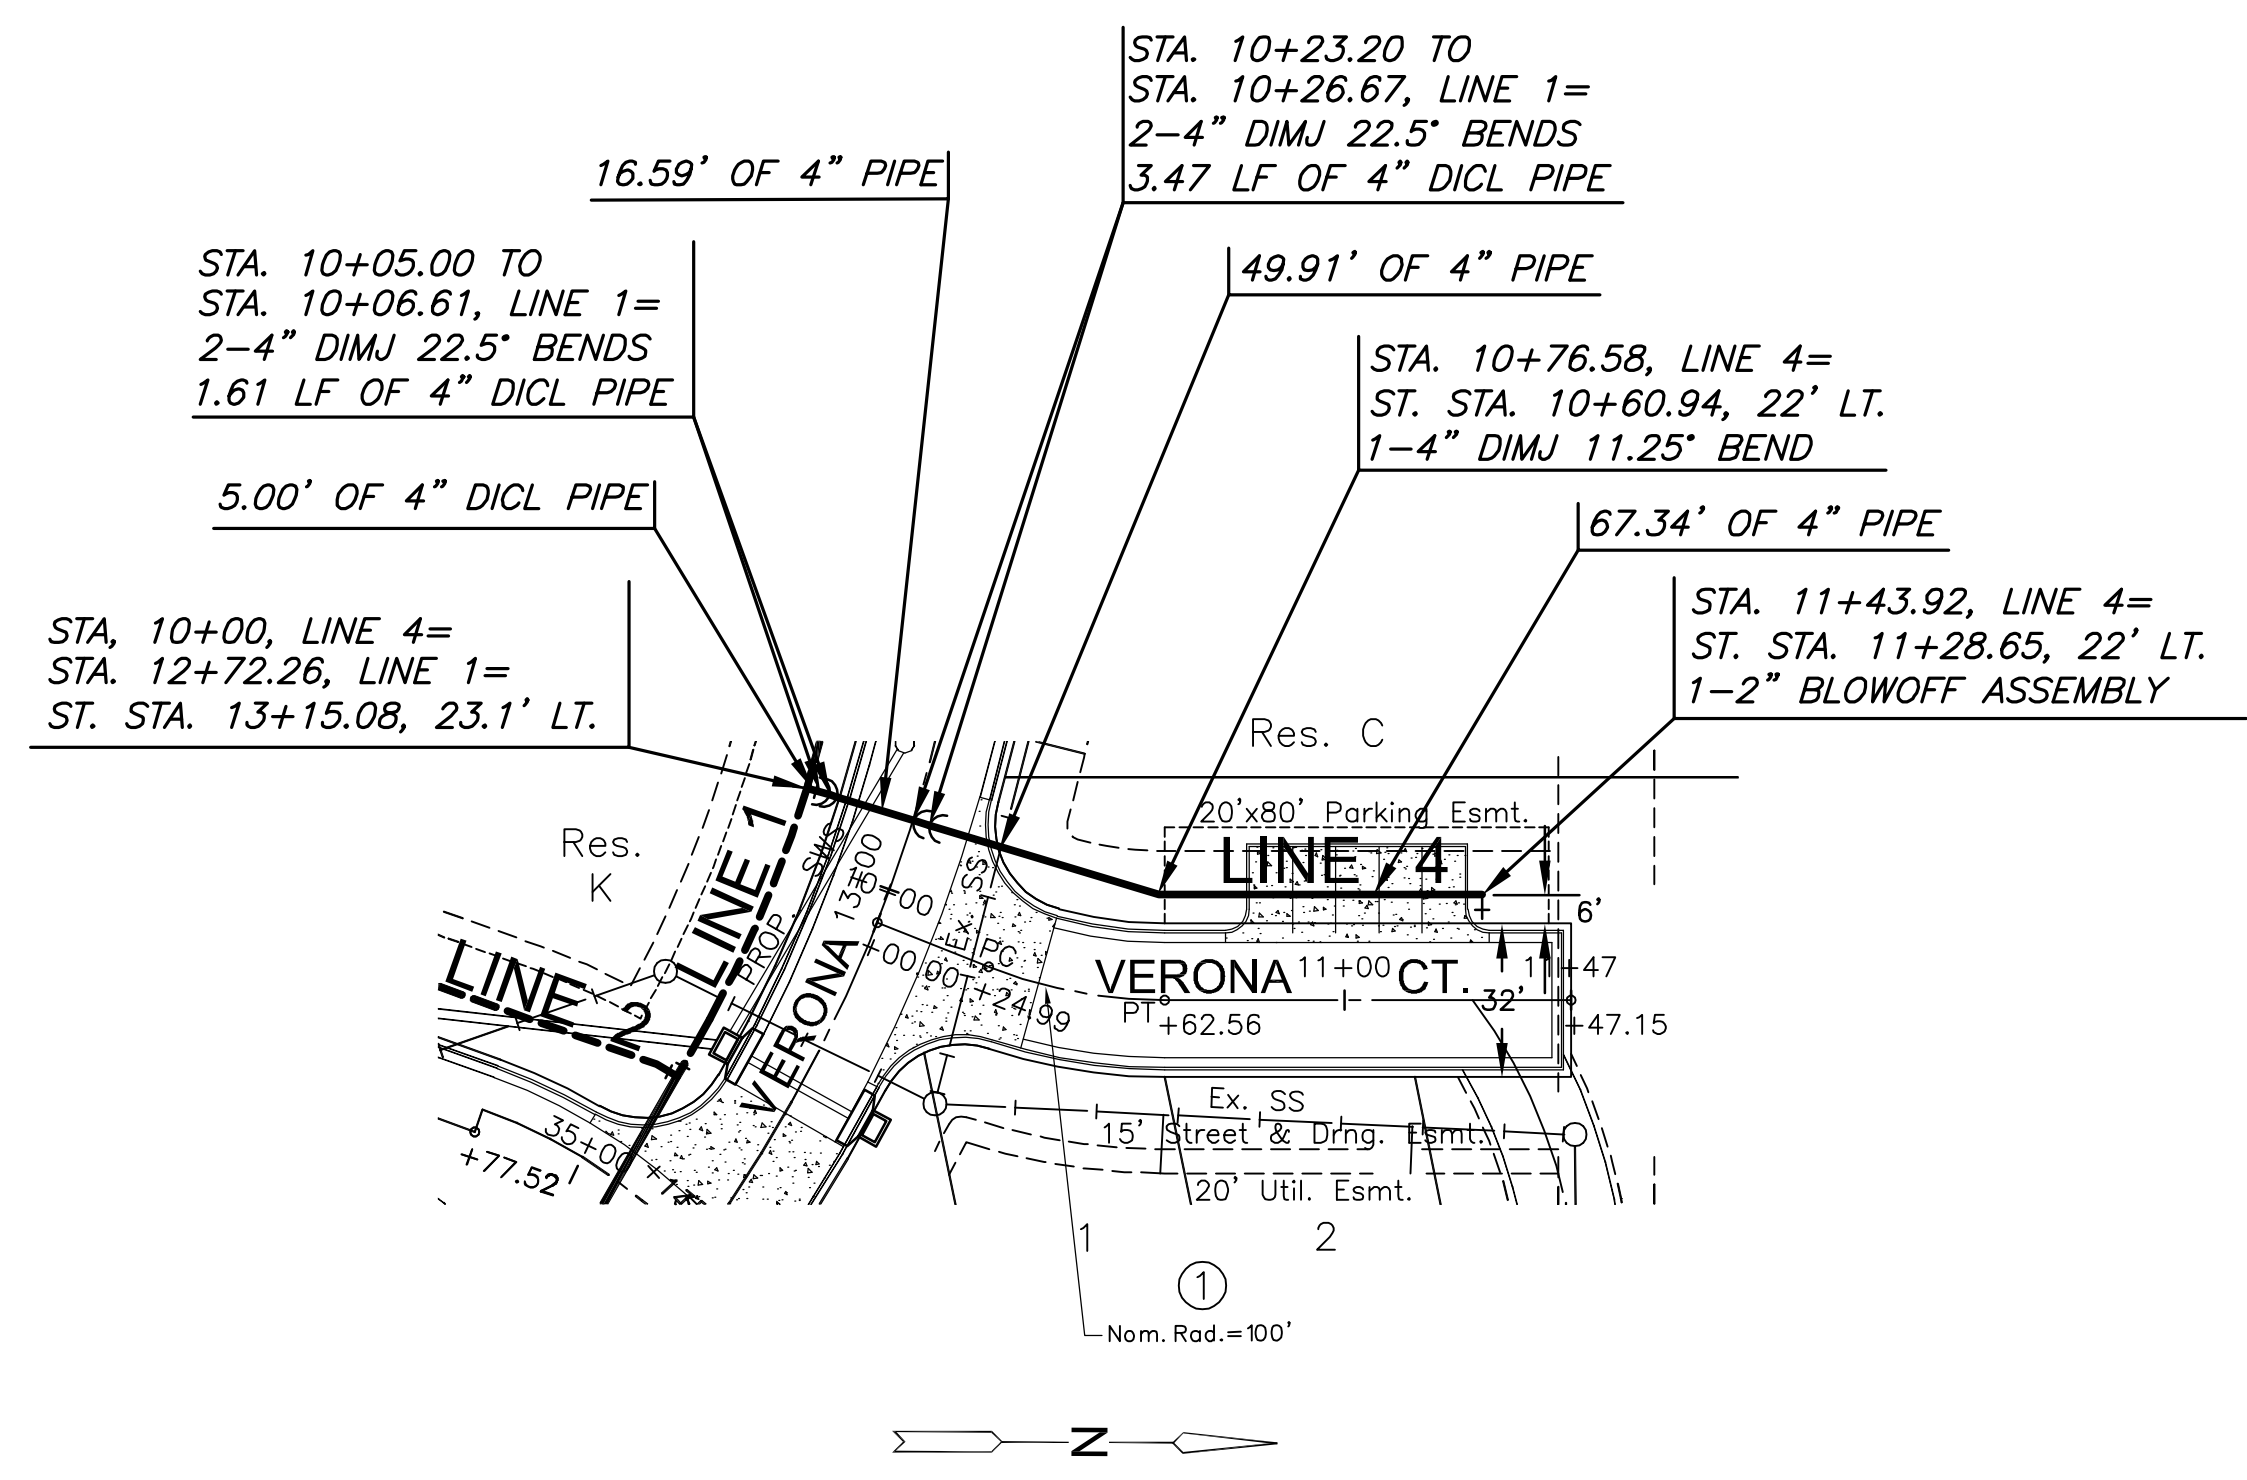 STA. 10+23.20 TO
STA. 10+26.67, LINE 1=
2-4" DIMJ 22.5° BENDS
3.47 LF OF 4" DICL PIPE
16.59' OF 4" PIPE
STA. 10+05.00 TO
STA. 10+06.61, LINE 1=
2-4" DIMJ 22.5° BENDS
1.61 LF OF 4" DICL PIPE
49.91' OF 4" PIPE
STA. 10+76.58, LINE 4=
ST. STA. 10+60.94, 22' LT.
1-4" DIMJ 11.25° BEND
5.00' OF 4" DICL PIPE
67.34' OF 4" PIPE
STA, 10+00, LINE 4=
STA. 12+72.26, LINE 1=
ST. STA. 13+15.08, 23.1' LT.
STA. 11+43.92, LINE 4=
ST. STA. 11+28.65, 22' LT.
1-2" BLOWOFF ASSEMBLY
Res. C
20'x80' Parking Esmt.
LINE 4
Res.
K
LINE 1
SWS
PROP.
13+00
10+00
+00.00
Ex. SS
PC
+24.99
6'
LINE 2
VERONA
VERONA 11+00 CT.
11+47
32'
PT
+62.56
+47.15
Ex. SS
15' Street & Drng. Esmt.
20' Util. Esmt.
35+00
+77.52
1
2
1
Nom. Rad.=100'
N